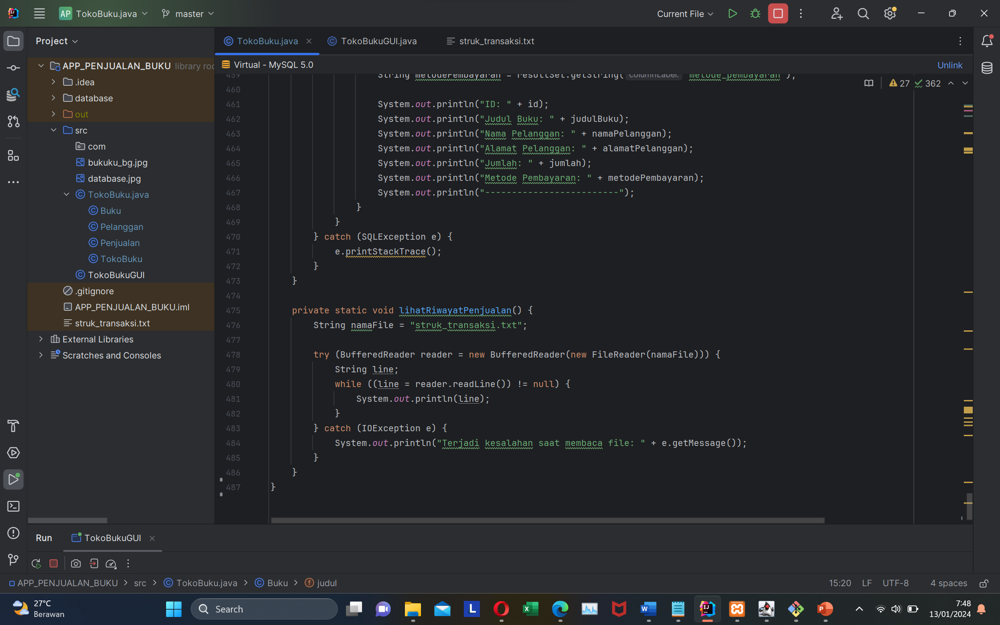 AP TokoBuku.java master Current File
Project
TokoBuku.java TokoBukuGUI.java struk_transaksi.txt
Virtual - MySQL 5.0 Unlink
27 362
APP_PENJUALAN_BUKU library roo
.idea
database
out
src
com
bukuku_bg.jpg
database.jpg
TokoBuku.java
Buku
Pelanggan
Penjualan
TokoBuku
TokoBukuGUI
.gitignore
APP_PENJUALAN_BUKU.iml
struk_transaksi.txt
External Libraries
Scratches and Consoles
459 String metodePembayaran = resultSet.getString( columnLabel: "metode_pembayaran");
460
461 System.out.println("ID: " + id);
462 System.out.println("Judul Buku: " + judulBuku);
463 System.out.println("Nama Pelanggan: " + namaPelanggan);
464 System.out.println("Alamat Pelanggan: " + alamatPelanggan);
465 System.out.println("Jumlah: " + jumlah);
466 System.out.println("Metode Pembayaran: " + metodePembayaran);
467 System.out.println("-------------------------");
468 }
469 }
470 } catch (SQLException e) {
471 e.printStackTrace();
472 }
473 }
474
475 private static void lihatRiwayatPenjualan() {
476 String namaFile = "struk_transaksi.txt";
477
478 try (BufferedReader reader = new BufferedReader(new FileReader(namaFile))) {
479 String line;
480 while ((line = reader.readLine()) != null) {
481 System.out.println(line);
482 }
483 } catch (IOException e) {
484 System.out.println("Terjadi kesalahan saat membaca file: " + e.getMessage());
485 }
486 }
487 }
Run TokoBukuGUI
APP_PENJUALAN_BUKU > src > TokoBuku.java > Buku > judul 15:20 LF UTF-8 4 spaces
27°C
Berawan
Search
7:48
13/01/2024